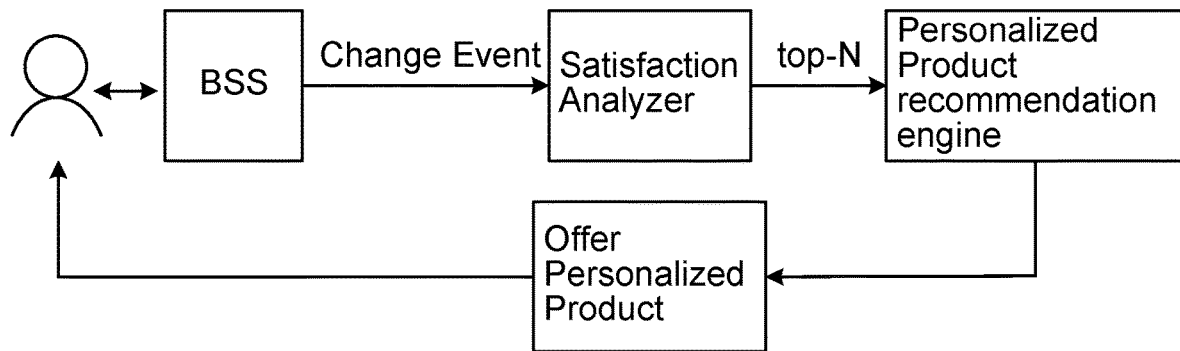 BSS
Change Event
Satisfaction
Analyzer
top-N
Personalized
Product
recommendation
engine
Offer
Personalized
Product